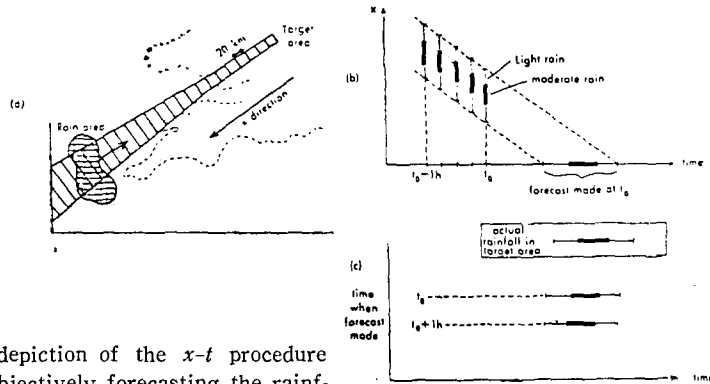 (a)
Target
area
20 km
x direction
Rain area
(b)
x
Light rain
moderate rain
t₀-1h
t₀
time
forecast made at t₀
actual
rainfall in
target area
(c)
time
when
forecast
made
t₀
t₀+1h
time
depiction of the x–t procedure
bjectively forecasting the rainf-